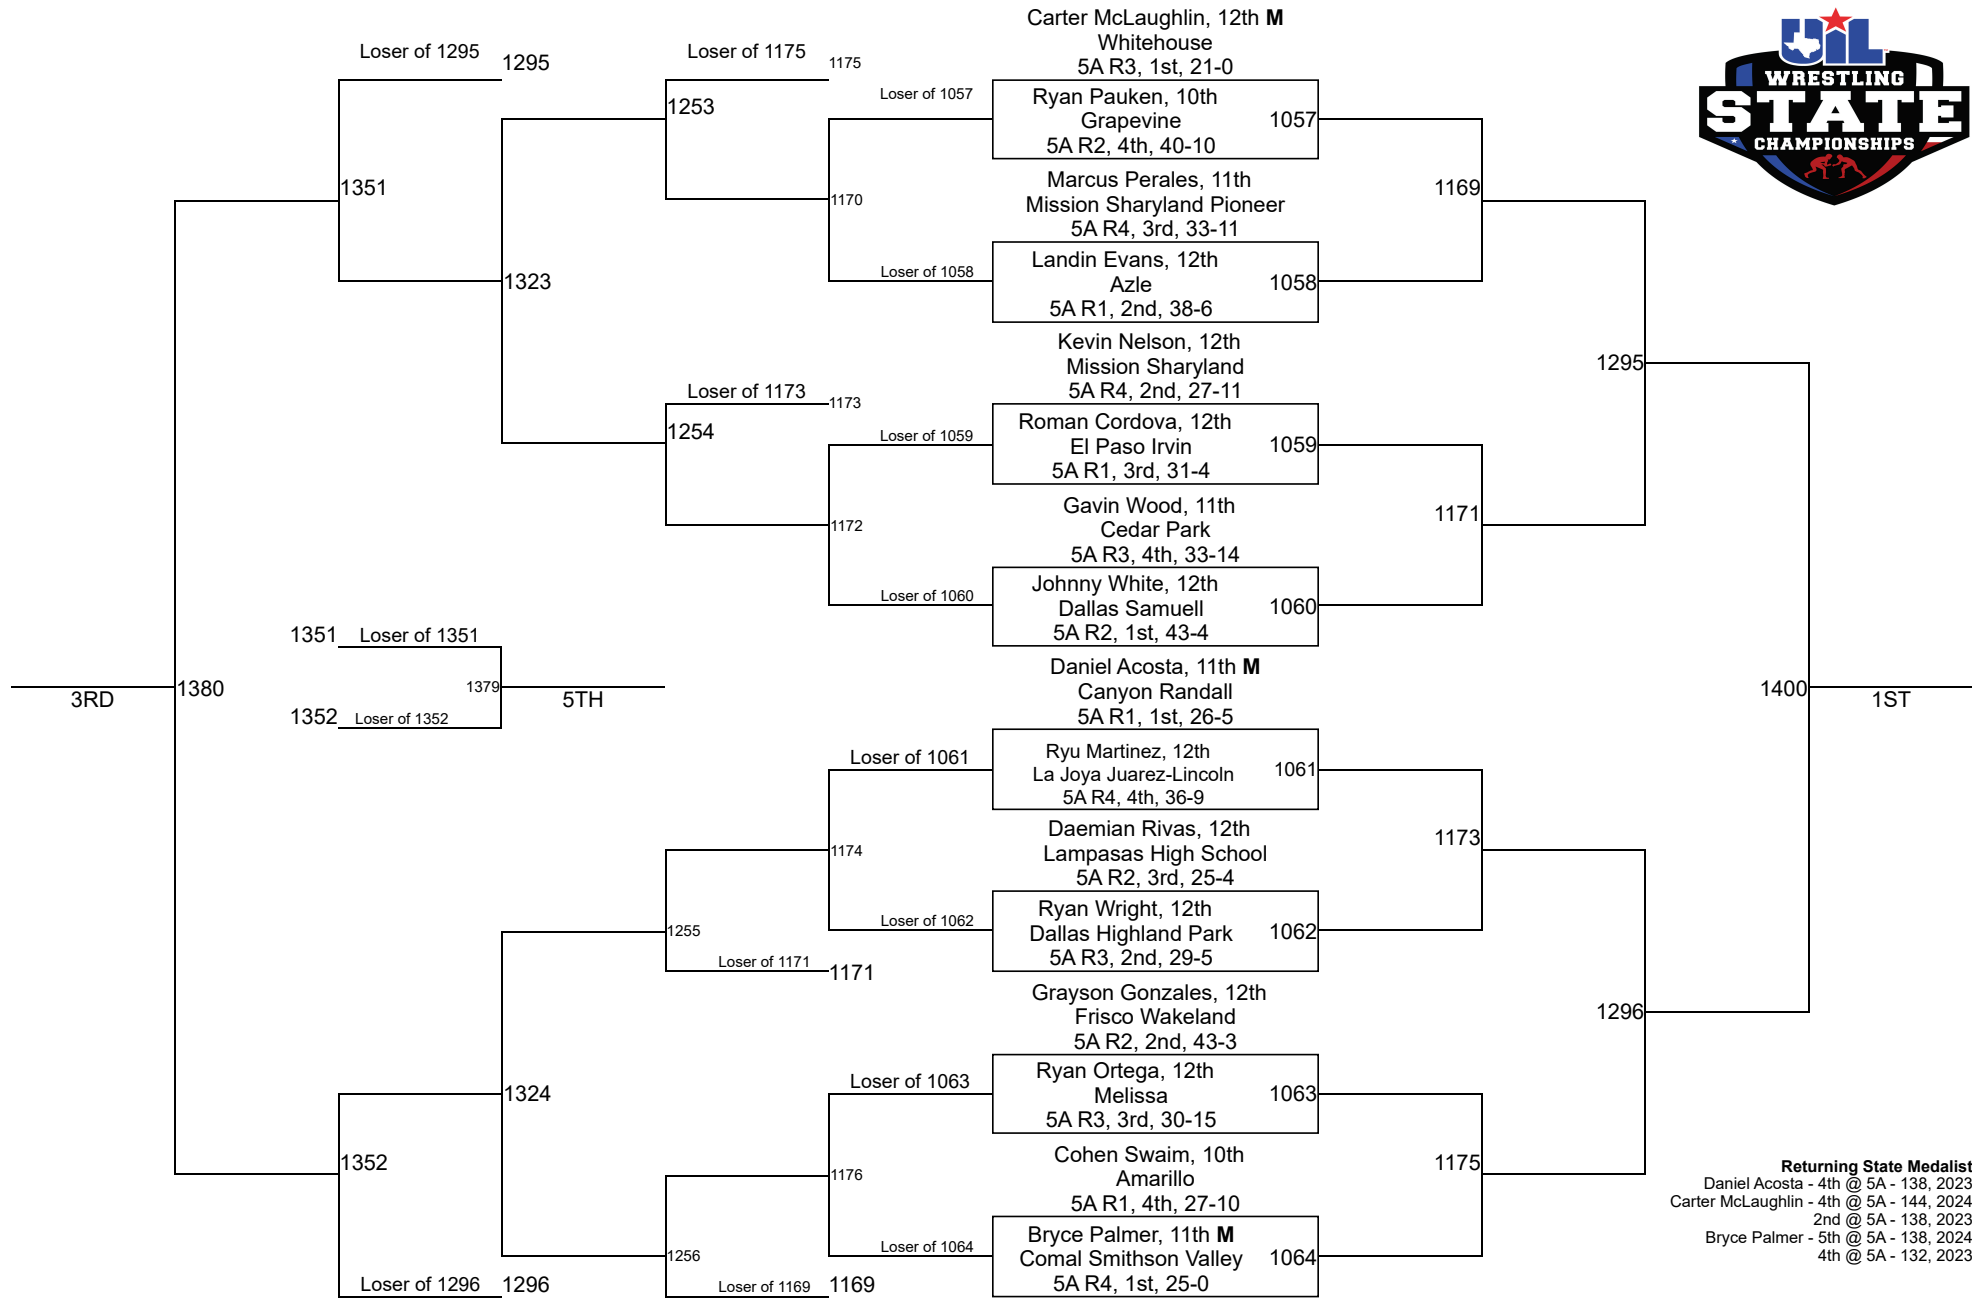 Carter McLaughlin, 12th M
Whitehouse
5A R3, 1st, 21-0
Loser of 1295
1295
Loser of 1175
1175
Loser of 1057
1253
Ryan Pauken, 10th
Grapevine
5A R2, 4th, 40-10
1057
UIL
WRESTLING
STATE
CHAMPIONSHIPS
1351
1170
Marcus Perales, 11th
Mission Sharyland Pioneer
5A R4, 3rd, 33-11
1169
1323
Loser of 1058
Landin Evans, 12th
Azle
5A R1, 2nd, 38-6
1058
Kevin Nelson, 12th
Mission Sharyland
5A R4, 2nd, 27-11
1295
Loser of 1173
1173
1254
Loser of 1059
Roman Cordova, 12th
El Paso Irvin
5A R1, 3rd, 31-4
1059
1172
Gavin Wood, 11th
Cedar Park
5A R3, 4th, 33-14
1171
Loser of 1060
Johnny White, 12th
Dallas Samuell
5A R2, 1st, 43-4
1060
1351
Loser of 1351
Daniel Acosta, 11th M
Canyon Randall
5A R1, 1st, 26-5
3RD
1380
1379
5TH
1400
1ST
1352
Loser of 1352
Loser of 1061
Ryu Martinez, 12th
La Joya Juarez-Lincoln
5A R4, 4th, 36-9
1061
1174
Daemian Rivas, 12th
Lampasas High School
5A R2, 3rd, 25-4
1173
1255
Loser of 1062
Ryan Wright, 12th
Dallas Highland Park
5A R3, 2nd, 29-5
1062
Loser of 1171
1171
Grayson Gonzales, 12th
Frisco Wakeland
5A R2, 2nd, 43-3
1296
1324
Loser of 1063
Ryan Ortega, 12th
Melissa
5A R3, 3rd, 30-15
1063
1352
1176
Cohen Swaim, 10th
Amarillo
5A R1, 4th, 27-10
1175
1256
Loser of 1064
Bryce Palmer, 11th M
Comal Smithson Valley
5A R4, 1st, 25-0
1064
Loser of 1296
1296
Loser of 1169
1169
Returning State Medalist
Daniel Acosta - 4th @ 5A - 138, 2023
Carter McLaughlin - 4th @ 5A - 144, 2024
2nd @ 5A - 138, 2023
Bryce Palmer - 5th @ 5A - 138, 2024
4th @ 5A - 132, 2023